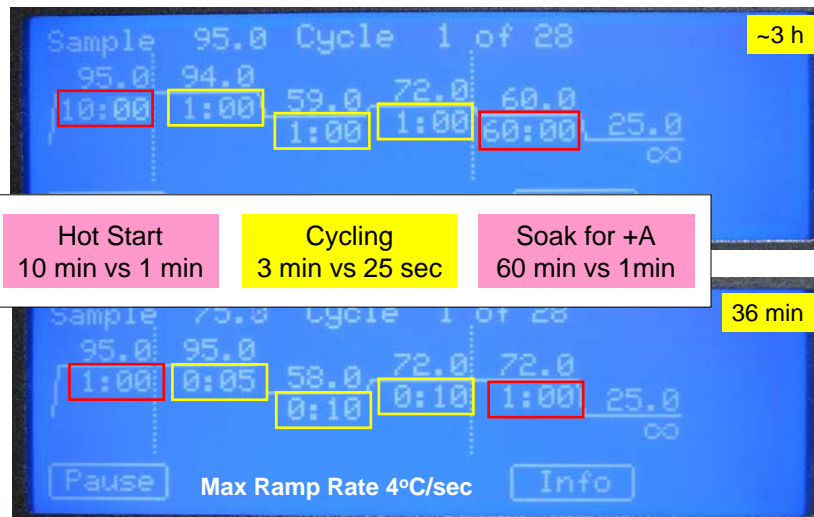 Sample 95.0 Cycle 1 of 28
~3 h
95.0 94.0 59.0 72.0 60.0
10:00 1:00 1:00 1:00 60:00 25.0
∞
Hot Start
10 min vs 1 min
Cycling
3 min vs 25 sec
Soak for +A
60 min vs 1min
Sample 75.0 Cycle 1 of 28
36 min
95.0 95.0 58.0 72.0 72.0
1:00 0:05 0:10 0:10 1:00 25.0
∞
Pause
Max Ramp Rate 4°C/sec
Info